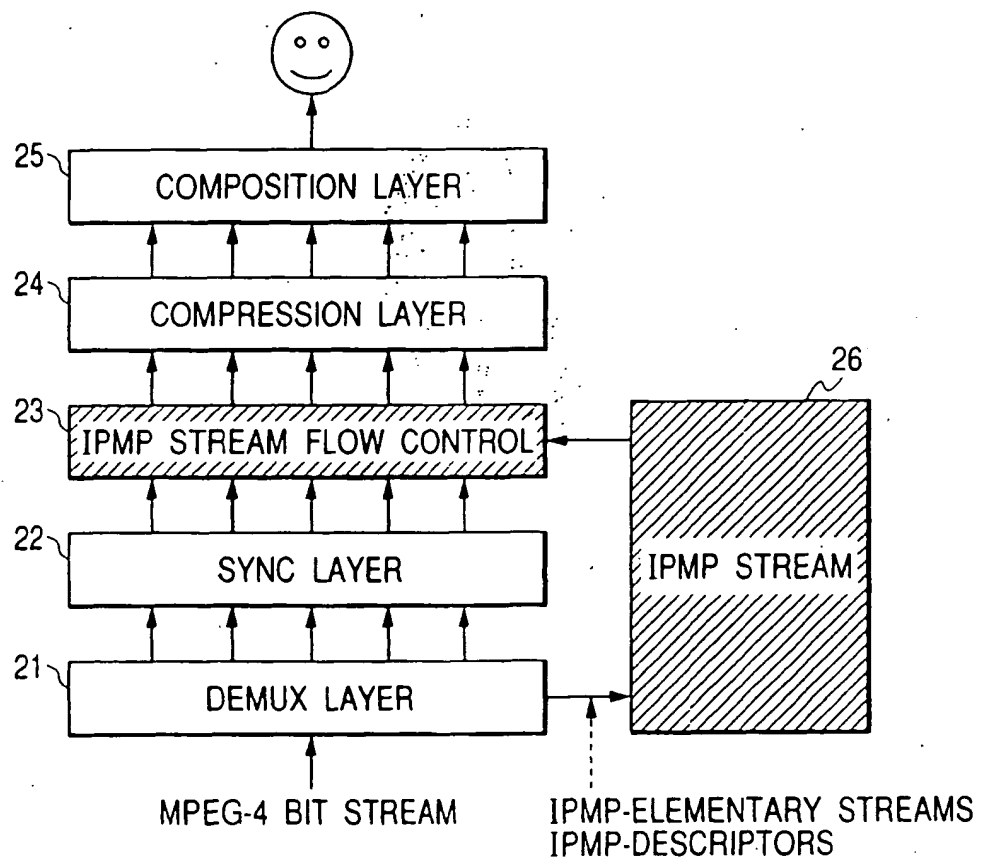 25
COMPOSITION LAYER
24
COMPRESSION LAYER
26
23
IPMP STREAM FLOW CONTROL
22
SYNC LAYER
IPMP STREAM
21
DEMUX LAYER
MPEG-4 BIT STREAM
IPMP-ELEMENTARY STREAMS
IPMP-DESCRIPTORS